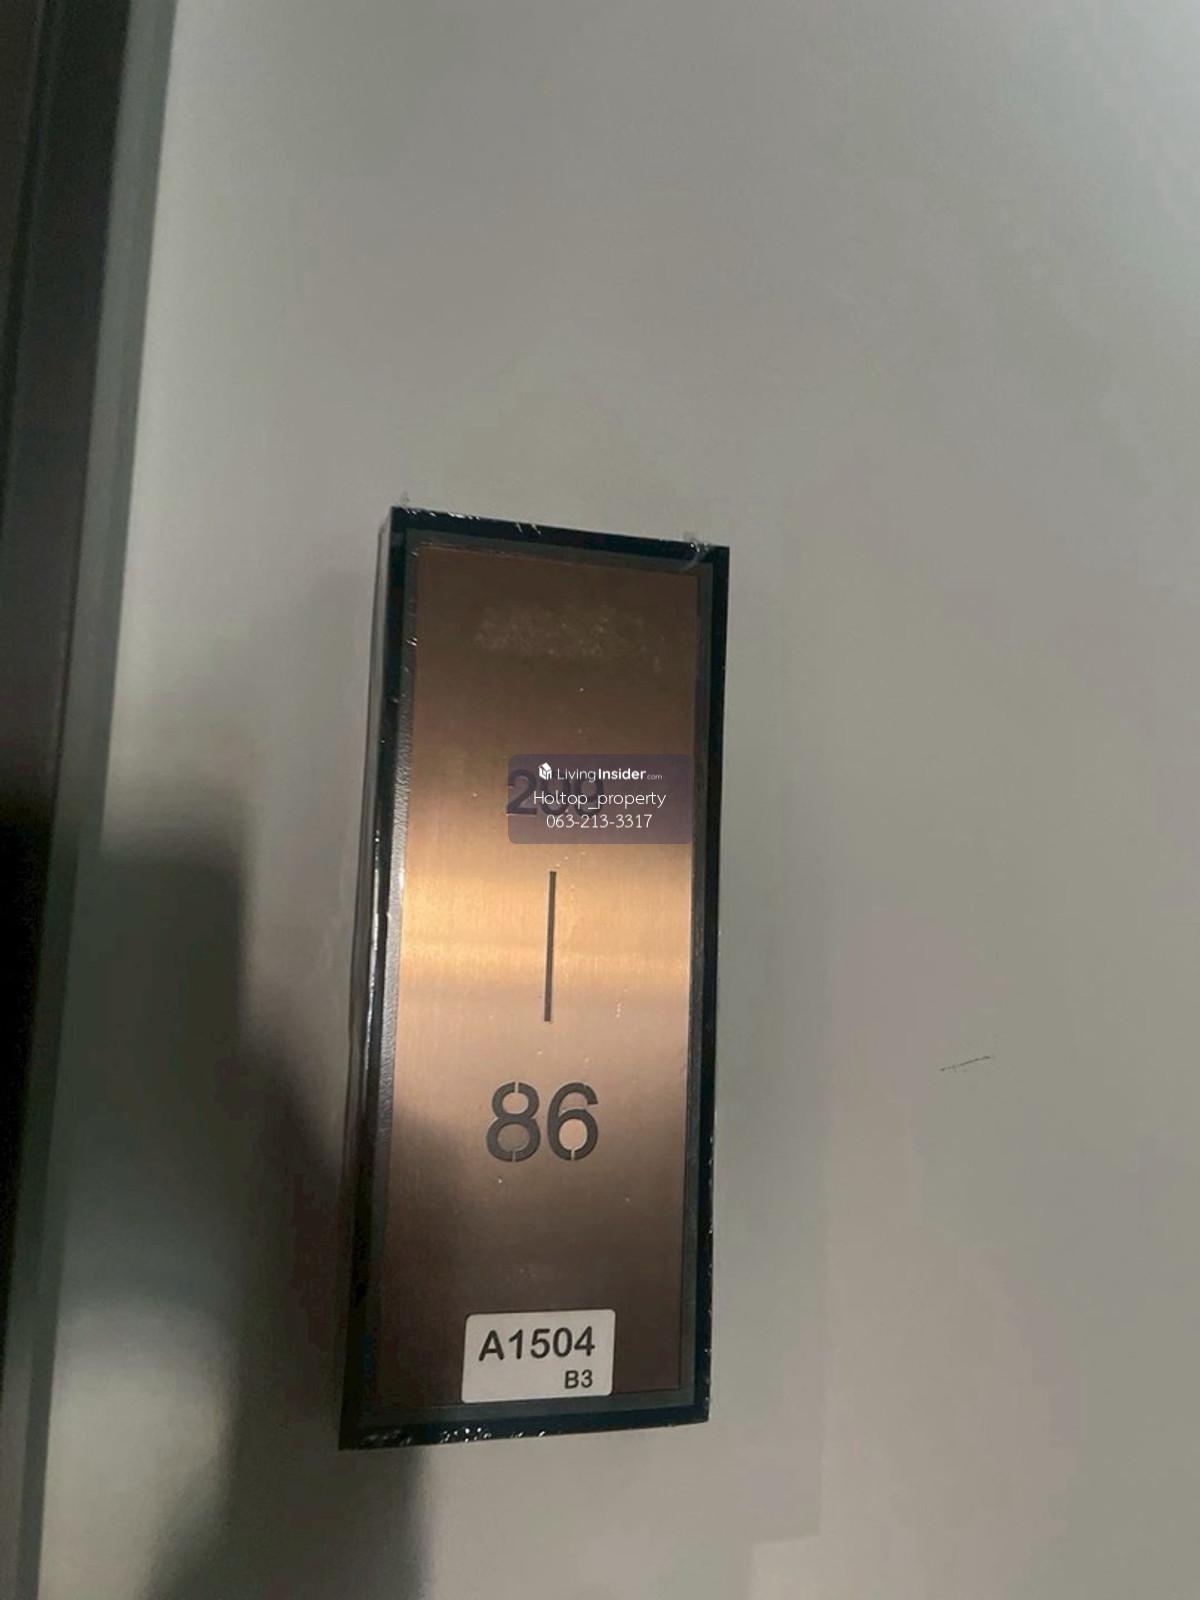 LivingInsider.com
Holtop_property
063-213-3317
86
A1504
B3